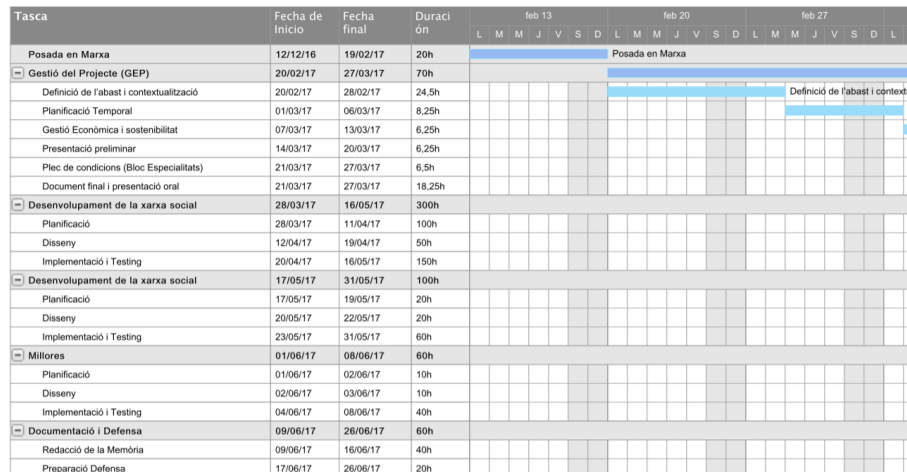 Tasca Fecha de Inicio Fecha final Duración feb 13 feb 20 feb 27
L M M J V S D L M M J V S D L M M J V S D L
Posada en Marxa 12/12/16 19/02/17 20h Posada en Marxa
Gestió del Projecte (GEP) 20/02/17 27/03/17 70h
Definició de l'abast i contextualització 20/02/17 28/02/17 24,5h Definició de l'abast i context
Planificació Temporal 01/03/17 06/03/17 8,25h
Gestió Econòmica i sostenibilitat 07/03/17 13/03/17 6,25h
Presentació preliminar 14/03/17 20/03/17 6,25h
Plec de condicions (Bloc Especialitats) 21/03/17 27/03/17 6,5h
Document final i presentació oral 21/03/17 27/03/17 18,25h
Desenvolupament de la xarxa social 28/03/17 16/05/17 300h
Planificació 28/03/17 11/04/17 100h
Disseny 12/04/17 19/04/17 50h
Implementació i Testing 20/04/17 16/05/17 150h
Desenvolupament de la xarxa social 17/05/17 31/05/17 100h
Planificació 17/05/17 19/05/17 20h
Disseny 20/05/17 22/05/17 20h
Implementació i Testing 23/05/17 31/05/17 60h
Millores 01/06/17 08/06/17 60h
Planificació 01/06/17 02/06/17 10h
Disseny 02/06/17 03/06/17 10h
Implementació i Testing 04/06/17 08/06/17 40h
Documentació i Defensa 09/06/17 26/06/17 60h
Redacció de la Memòria 09/06/17 16/06/17 40h
Preparació Defensa 17/06/17 26/06/17 20h